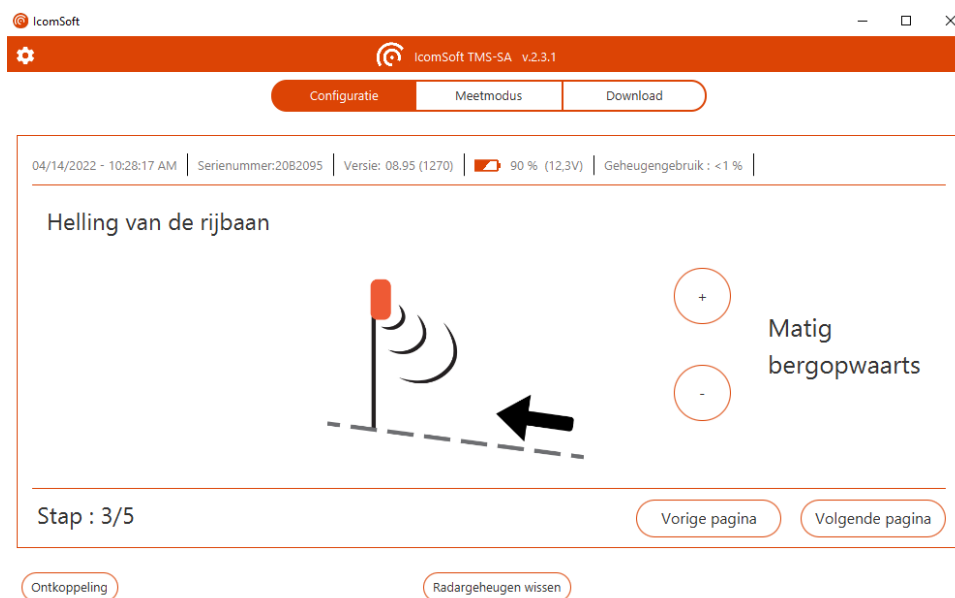 IcomSoft
IcomSoft TMS-SA v.2.3.1
Configuratie Meetmodus Download
04/14/2022 - 10:28:17 AM Serienummer:20B2095 Versie: 08.95 (1270) 90 % (12,3V) Geheugengebruik : <1 %
Helling van de rijbaan
+
Matig
bergopwaarts
-
Stap : 3/5
Vorige pagina Volgende pagina
Ontkoppeling Radargeheugen wissen